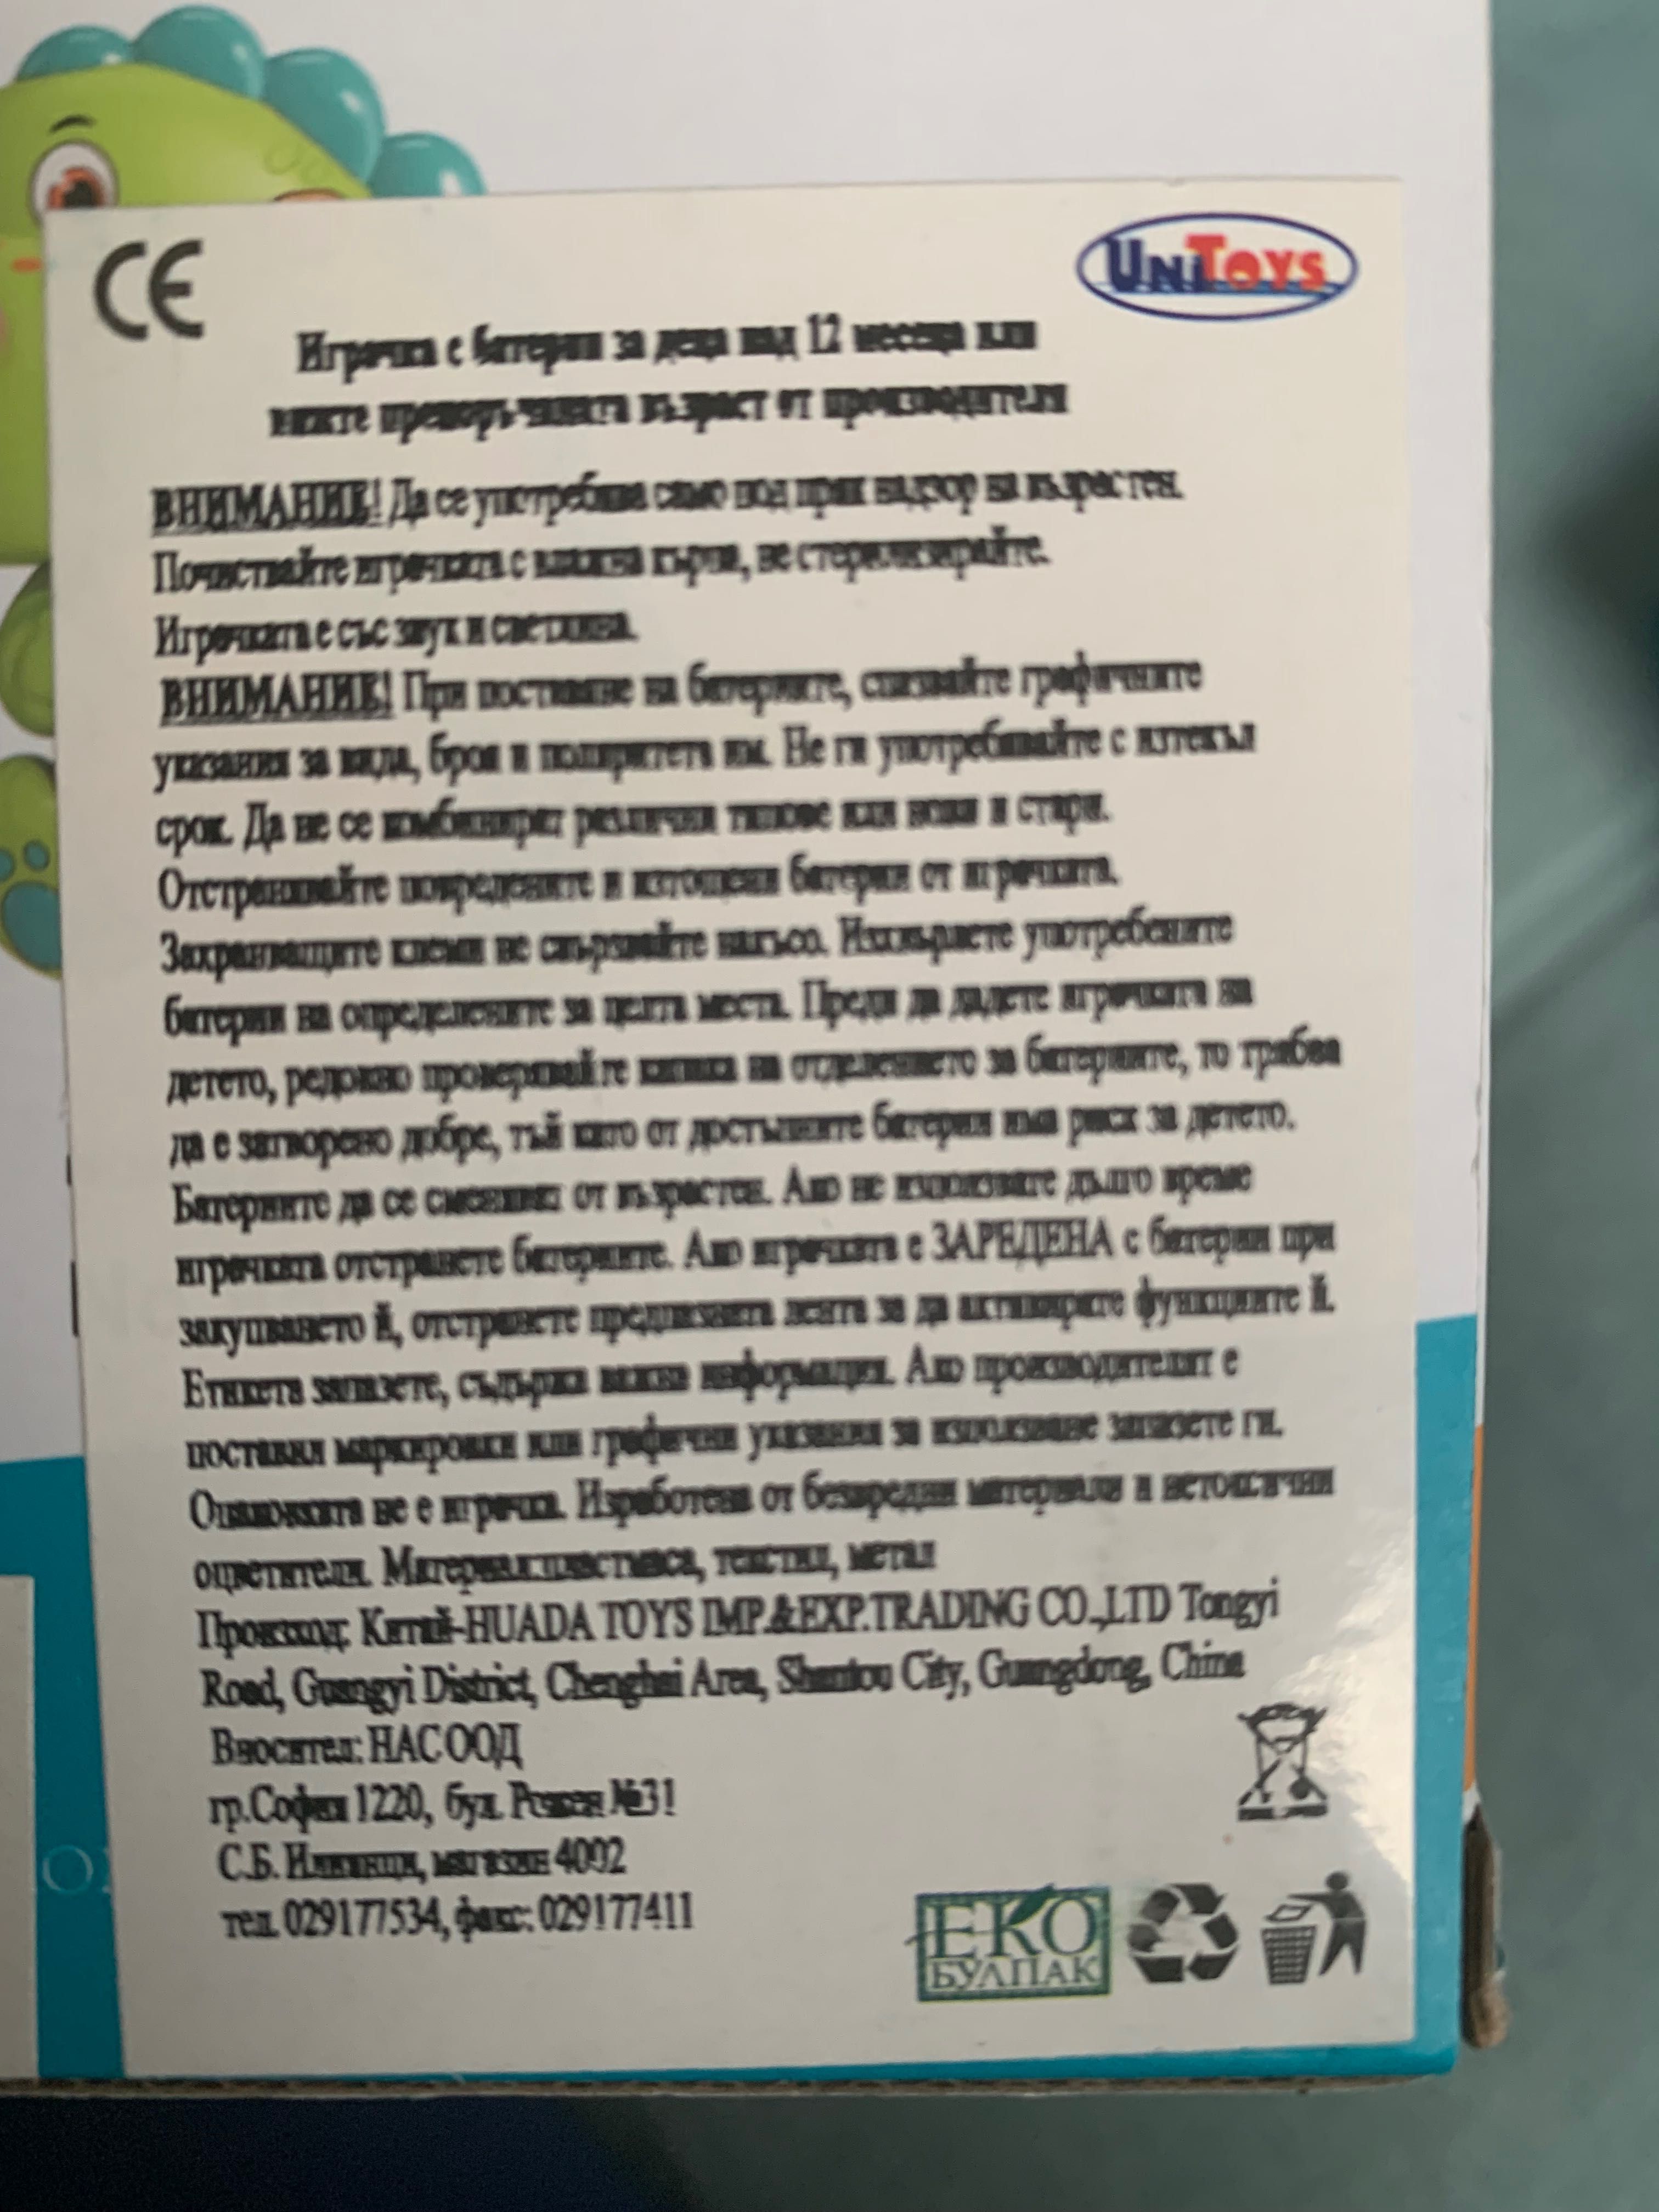 CE
UniToys
Играчка с батерии за деца над 12 месеца или
вижте препоръчаната възраст от производителя
ВНИМАНИЕ! Да се употребява само под пряк надзор на възрастен.
Почиствайте играчката с влажна кърпа, не стерилизирайте.
Играчката е със звук и светлина.
ВНИМАНИЕ! При поставяне на батериите, спазвайте графичните
указания за вида, броя и поляритета им. Не ги употребявайте с изтекъл
срок. Да не се комбинират различни типове или нови и стари.
Отстранявайте повредените и изтощени батерии от играчката.
Захранващите клеми не свързвайте накъсо. Изхвърлете употребените
батерии на определените за целта места. Преди да дадете играчката на
детето, редовно проверявайте капака на отделението за батериите, то трябва
да е затворено добре, тъй като от достъпните батерии има риск за детето.
Батериите да се сменяват от възрастен. Ако не използвате дълго време
играчката отстранете батериите. Ако играчката е ЗАРЕДЕНА с батерии при
закупването й, отстранете предпазната лента за да активирате функциите й.
Етикета запазете, съдържа важна информация. Ако производителят е
поставил маркировки или графични указания за използване запазете ги.
Опаковката не е играчка. Изработена от безвредни материали и нетоксични
оцветители. Материал:пластмаса, текстил, метал
Произход: Китай-HUADA TOYS IMP.&EXP.TRADING CO.,LTD Tongyi
Road, Guangyi District, Chenghai Area, Shantou City, Guangdong, China
Вносител: НАС ООД
гр.София 1220, бул. Рожен №31
С.Б. Илиянци, магазин 4002
тел. 029177534, факс: 029177411
ЕКО
БУЛПАК